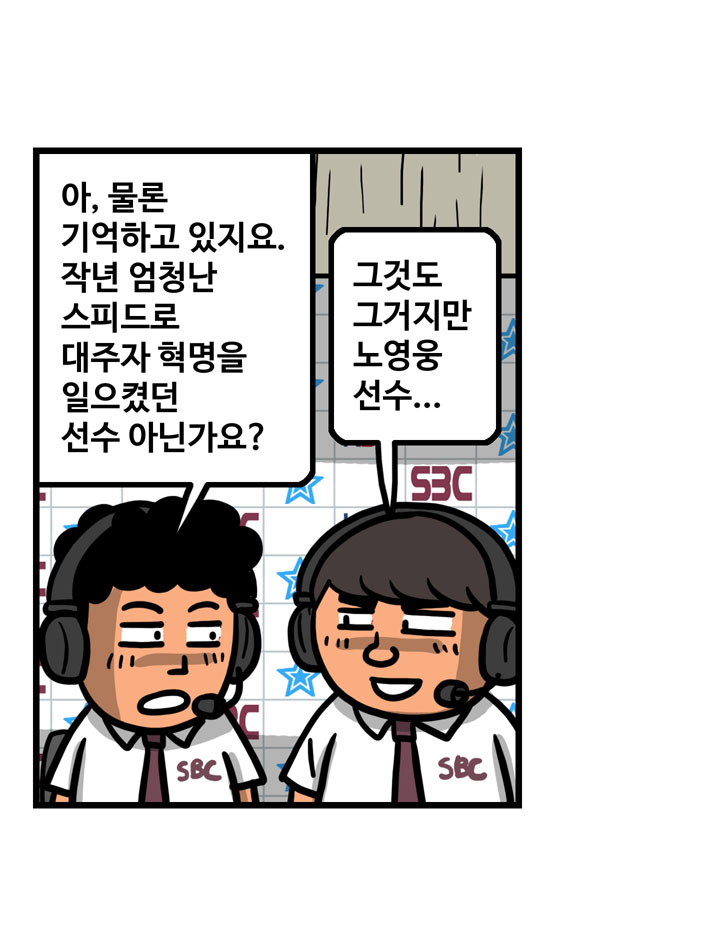 아, 물론
기억하고 있지요.
작년 엄청난
스피드로
대주자 혁명을
일으켰던
선수 아닌가요?
그것도
그거지만
노영웅
선수...
SBC
SBC
SBC